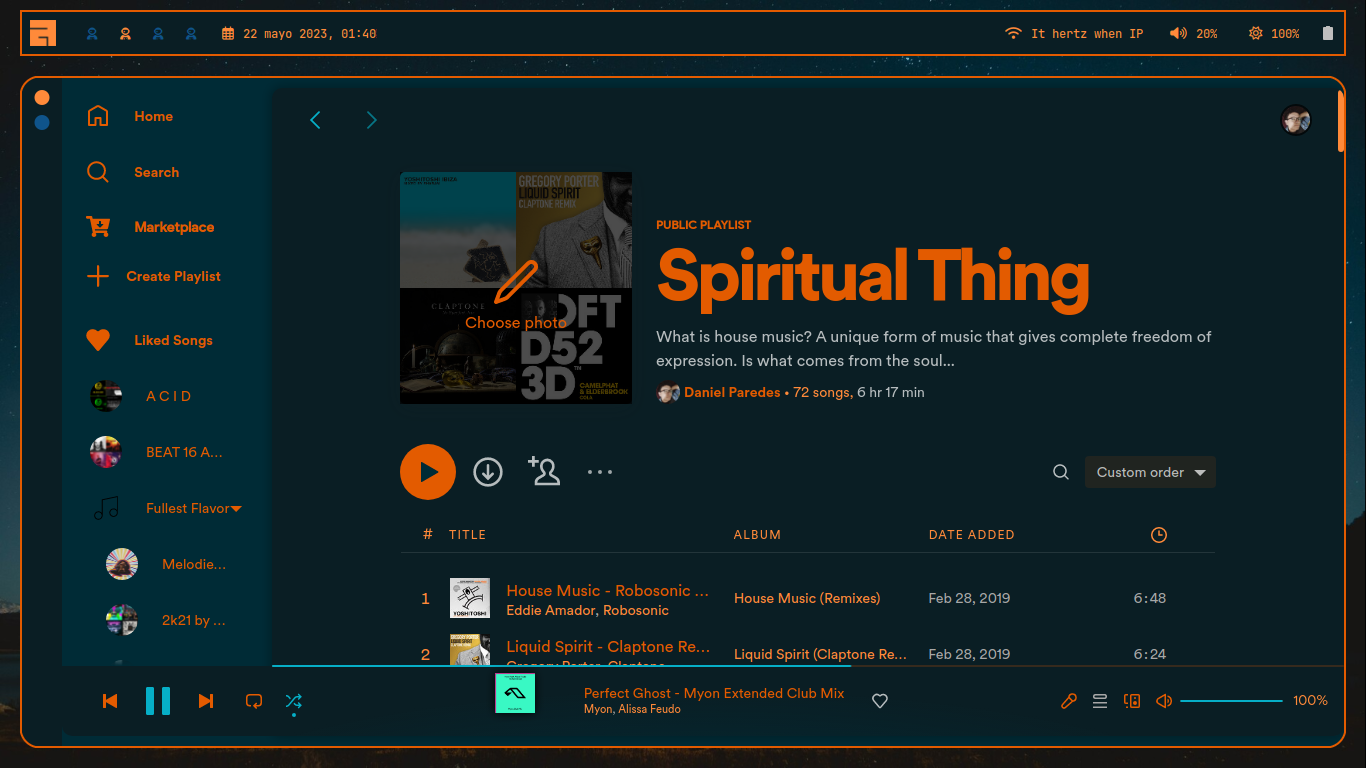 22 mayo 2023, 01:40
It hertz when IP
20%
100%
Home
Search
Marketplace
Create Playlist
Liked Songs
A C I D
BEAT 16 A...
Fullest Flavor
Melodie...
2k21 by ...
GREGORY PORTER
LIQUID SPIRIT
CLAPTONE REMIX
CLAPTONE
Choose photo
OFT
D52
3D
TM
CAMELPHAT
& ELDERBROOK
COLA
PUBLIC PLAYLIST
Spiritual Thing
What is house music? A unique form of music that gives complete freedom of
expression. Is what comes from the soul...
Daniel Paredes • 72 songs, 6 hr 17 min
Custom order
# TITLE ALBUM DATE ADDED
1 House Music - Robosonic ... House Music (Remixes) Feb 28, 2019 6:48
Eddie Amador, Robosonic
YOSHITOSHI
2 Liquid Spirit - Claptone Re... Liquid Spirit (Claptone Re... Feb 28, 2019 6:24
Gregory Porter, Claptone
Perfect Ghost - Myon Extended Club Mix
Myon, Alissa Feudo
100%